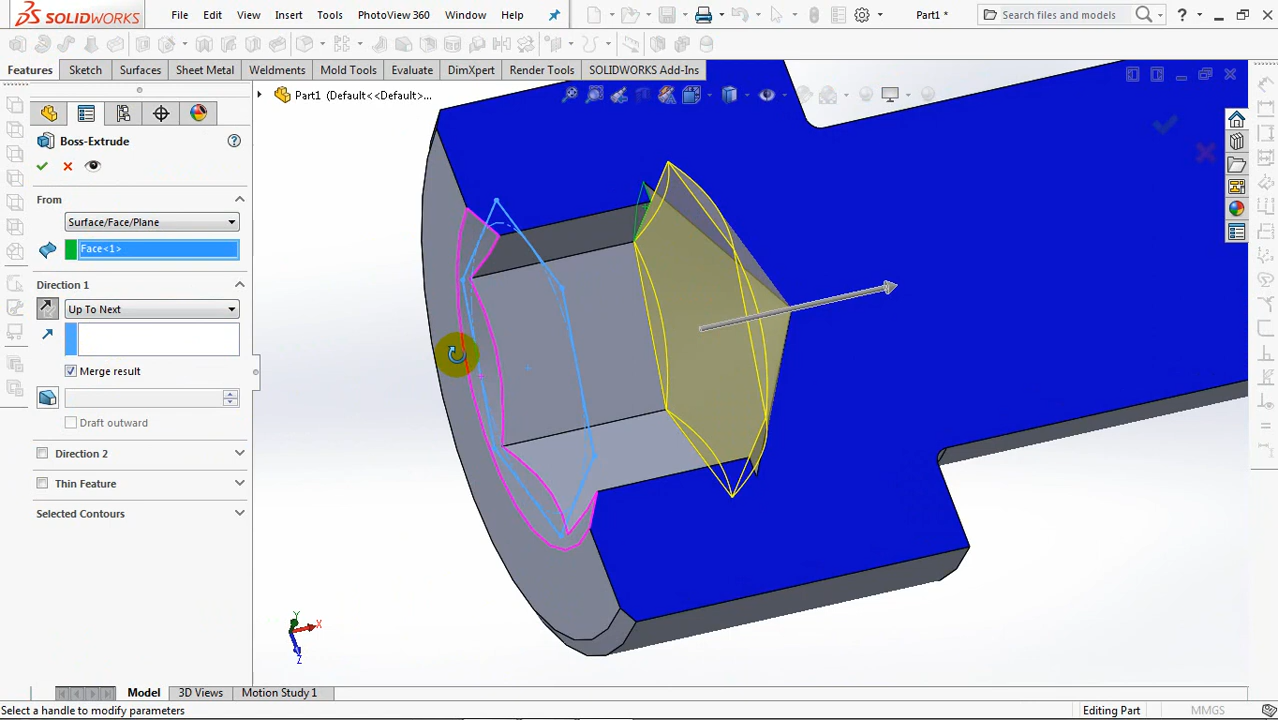 SOLIDWORKS File Edit View Insert Tools PhotoView 360 Window Help Part1 * Search files and models ?
Features Sketch Surfaces Sheet Metal Weldments Mold Tools Evaluate DimXpert Render Tools SOLIDWORKS Add-Ins
Part1 (Default<<Default>...
Boss-Extrude ?
From
Surface/Face/Plane
Face<1>
Direction 1
Up To Next
Merge result
Draft outward
Direction 2
Thin Feature
Selected Contours
Y
X
Z
Model 3D Views Motion Study 1
Select a handle to modify parameters Editing Part MMGS